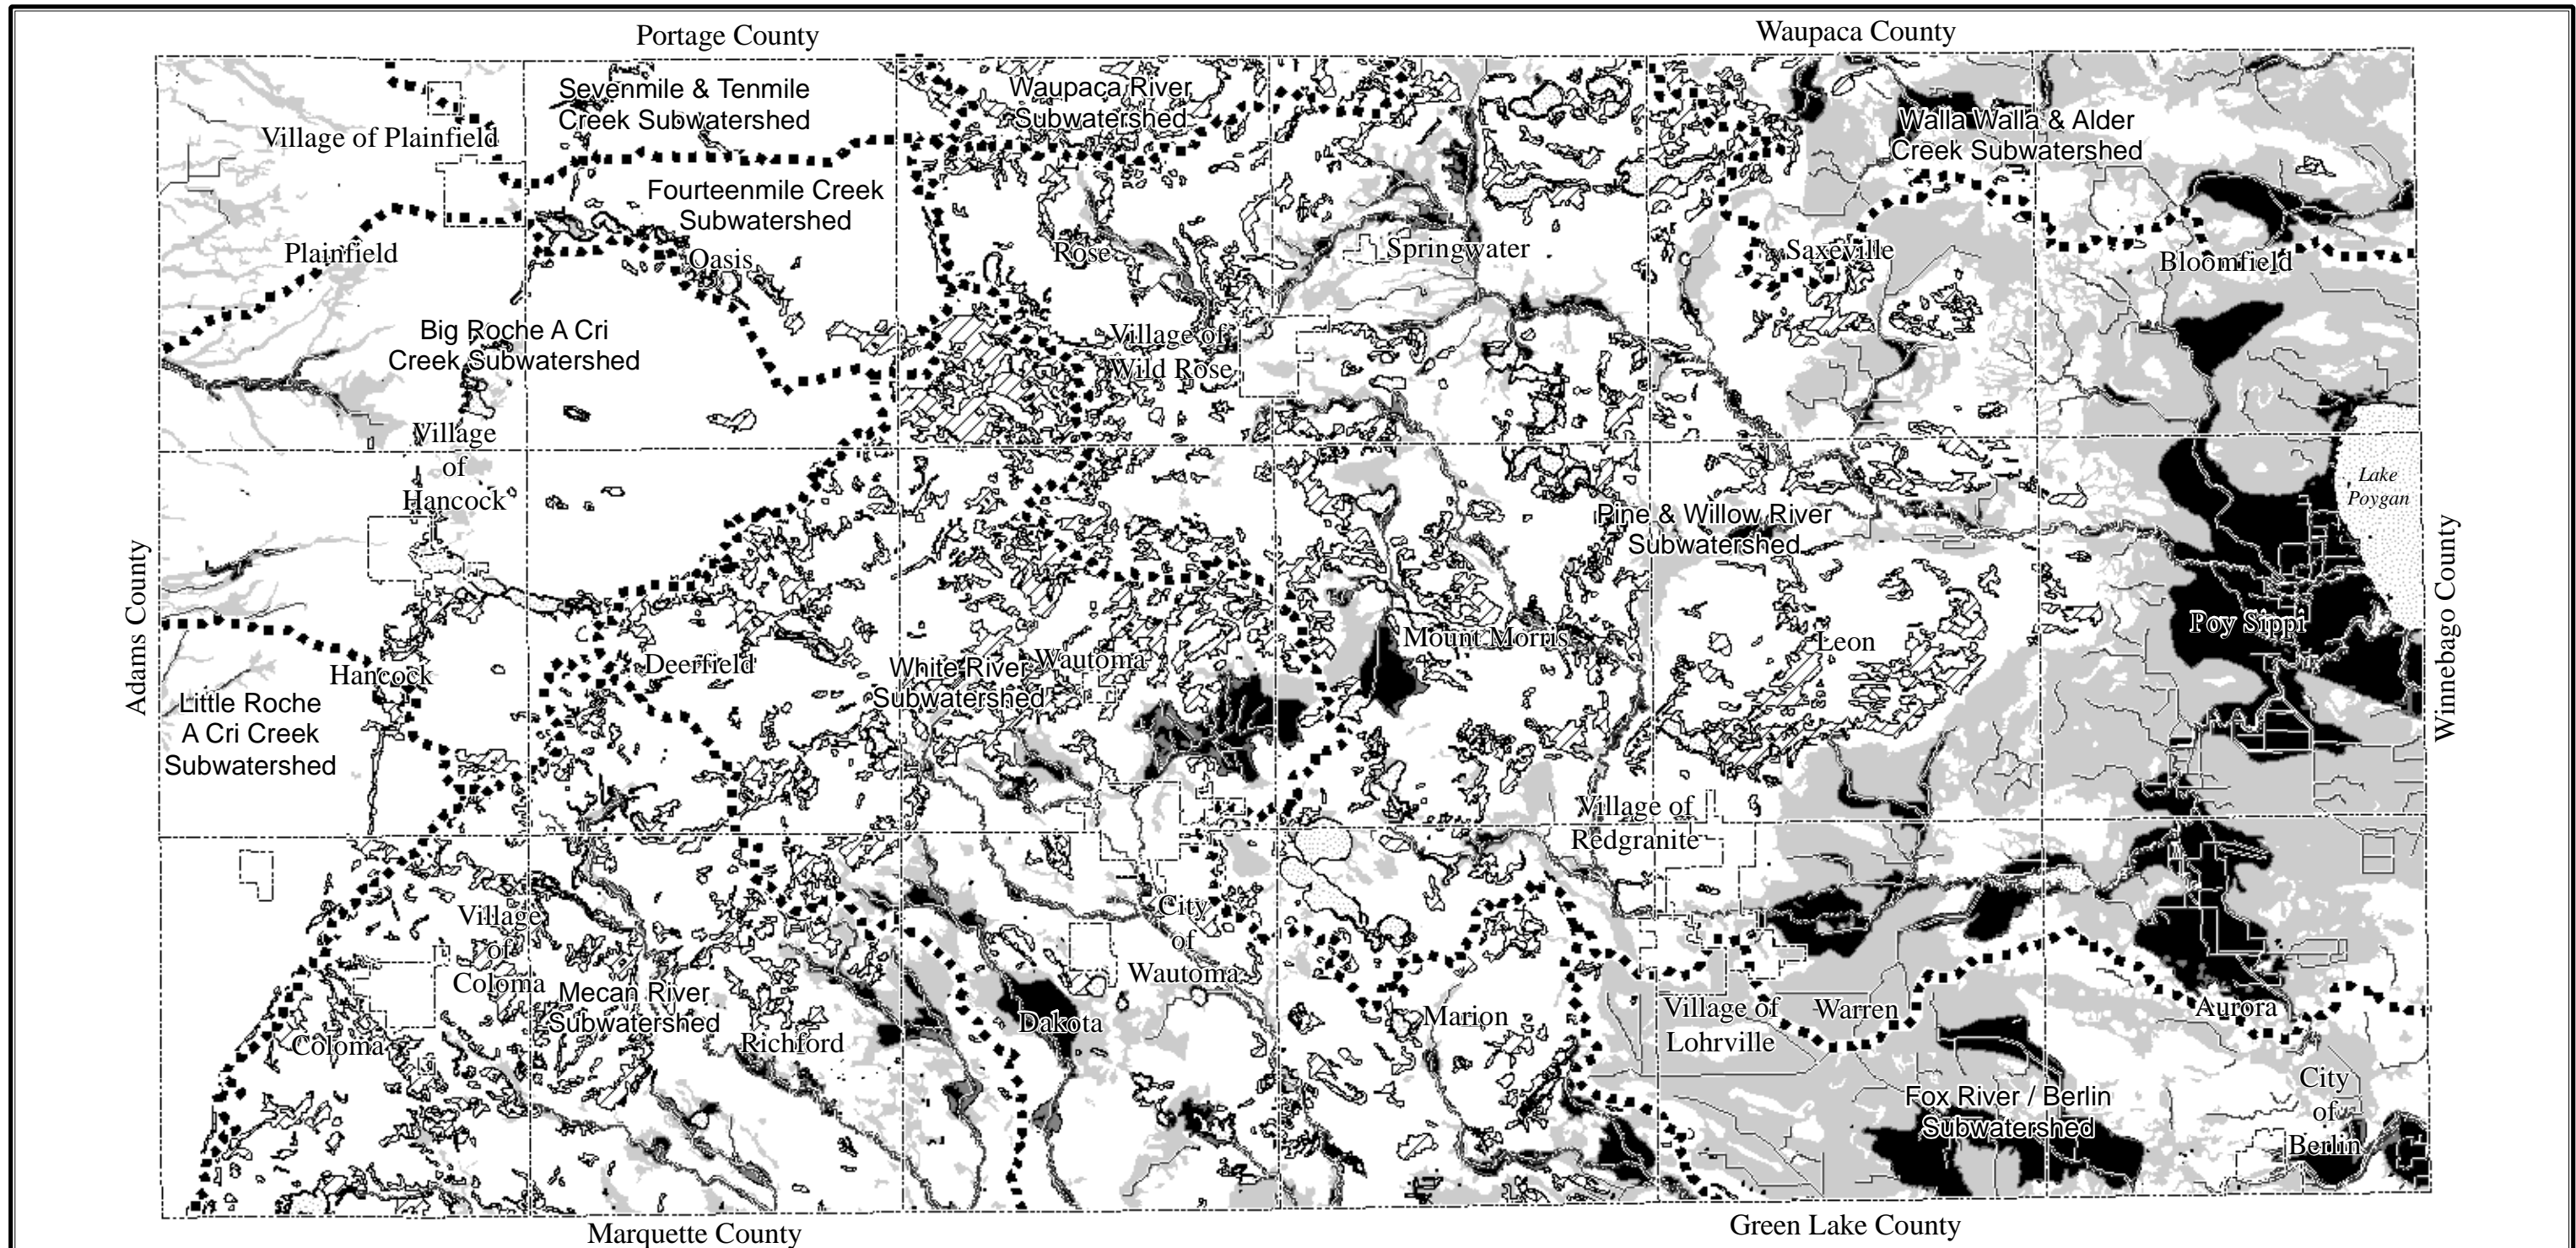 Portage County
Waupaca County
Sevenmile & Tenmile
Creek Subwatershed
Waupaca River
Subwatershed
Walla Walla & Alder
Creek Subwatershed
Village of Plainfield
Fourteenmile Creek
Subwatershed
Plainfield
Oasis
Rose
Springwater
Saxeville
Bloomfield
Big Roche A Cri
Creek Subwatershed
Village of
Wild Rose
Village
of
Hancock
Lake
Poygan
Pine & Willow River
Subwatershed
Adams County
Winnebago County
Poy Sippi
Mount Morris
Leon
Hancock
Deerfield
White River
Subwatershed
Wautoma
Little Roche
A Cri Creek
Subwatershed
Village of
Redgranite
Village
of
Coloma
City
of
Wautoma
Mecan River
Subwatershed
Coloma
Richford
Dakota
Marion
Village of
Lohrville
Warren
Aurora
Fox River / Berlin
Subwatershed
City
of
Berlin
Marquette County
Green Lake County